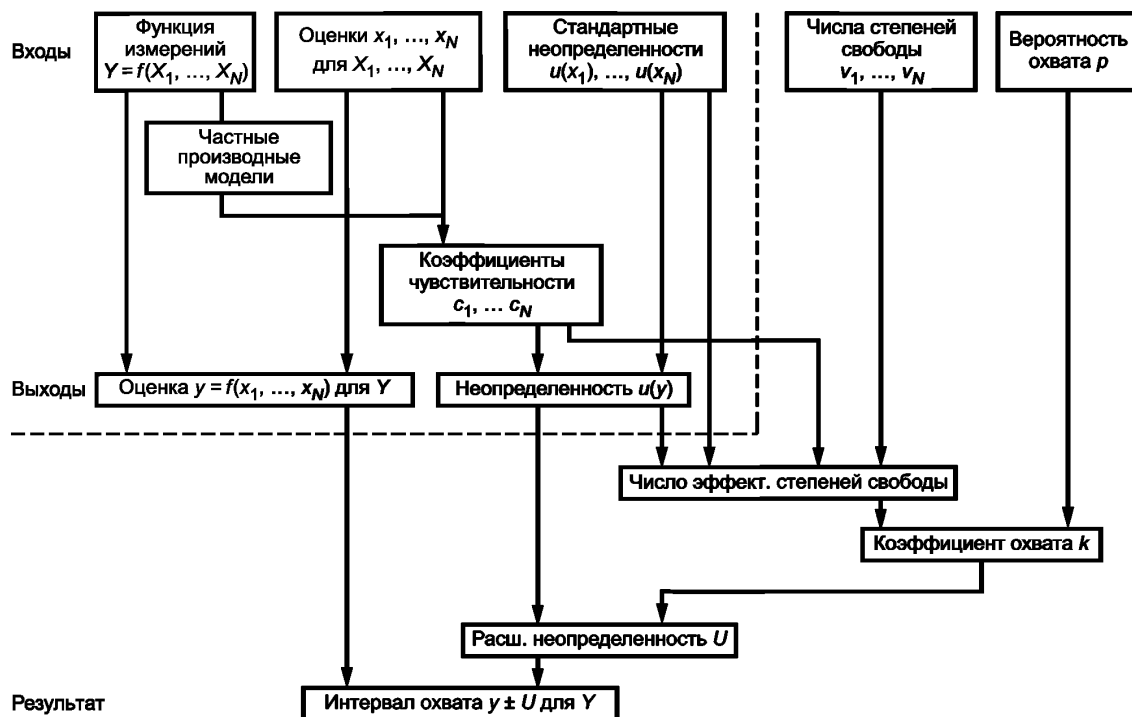 Входы
Функция
измерений
Y = f(X1, ..., XN)
Оценки x1, ..., xN
для X1, ..., XN
Стандартные
неопределенности
u(x1), ..., u(xN)
Числа степеней
свободы
ν1, ..., νN
Вероятность
охвата p
Частные
производные
модели
Коэффициенты
чувствительности
c1, ... cN
Выходы
Оценка y = f(x1, ..., xN) для Y
Неопределенность u(y)
Число эффект. степеней свободы
Коэффициент охвата k
Расш. неопределенность U
Результат
Интервал охвата y ± U для Y